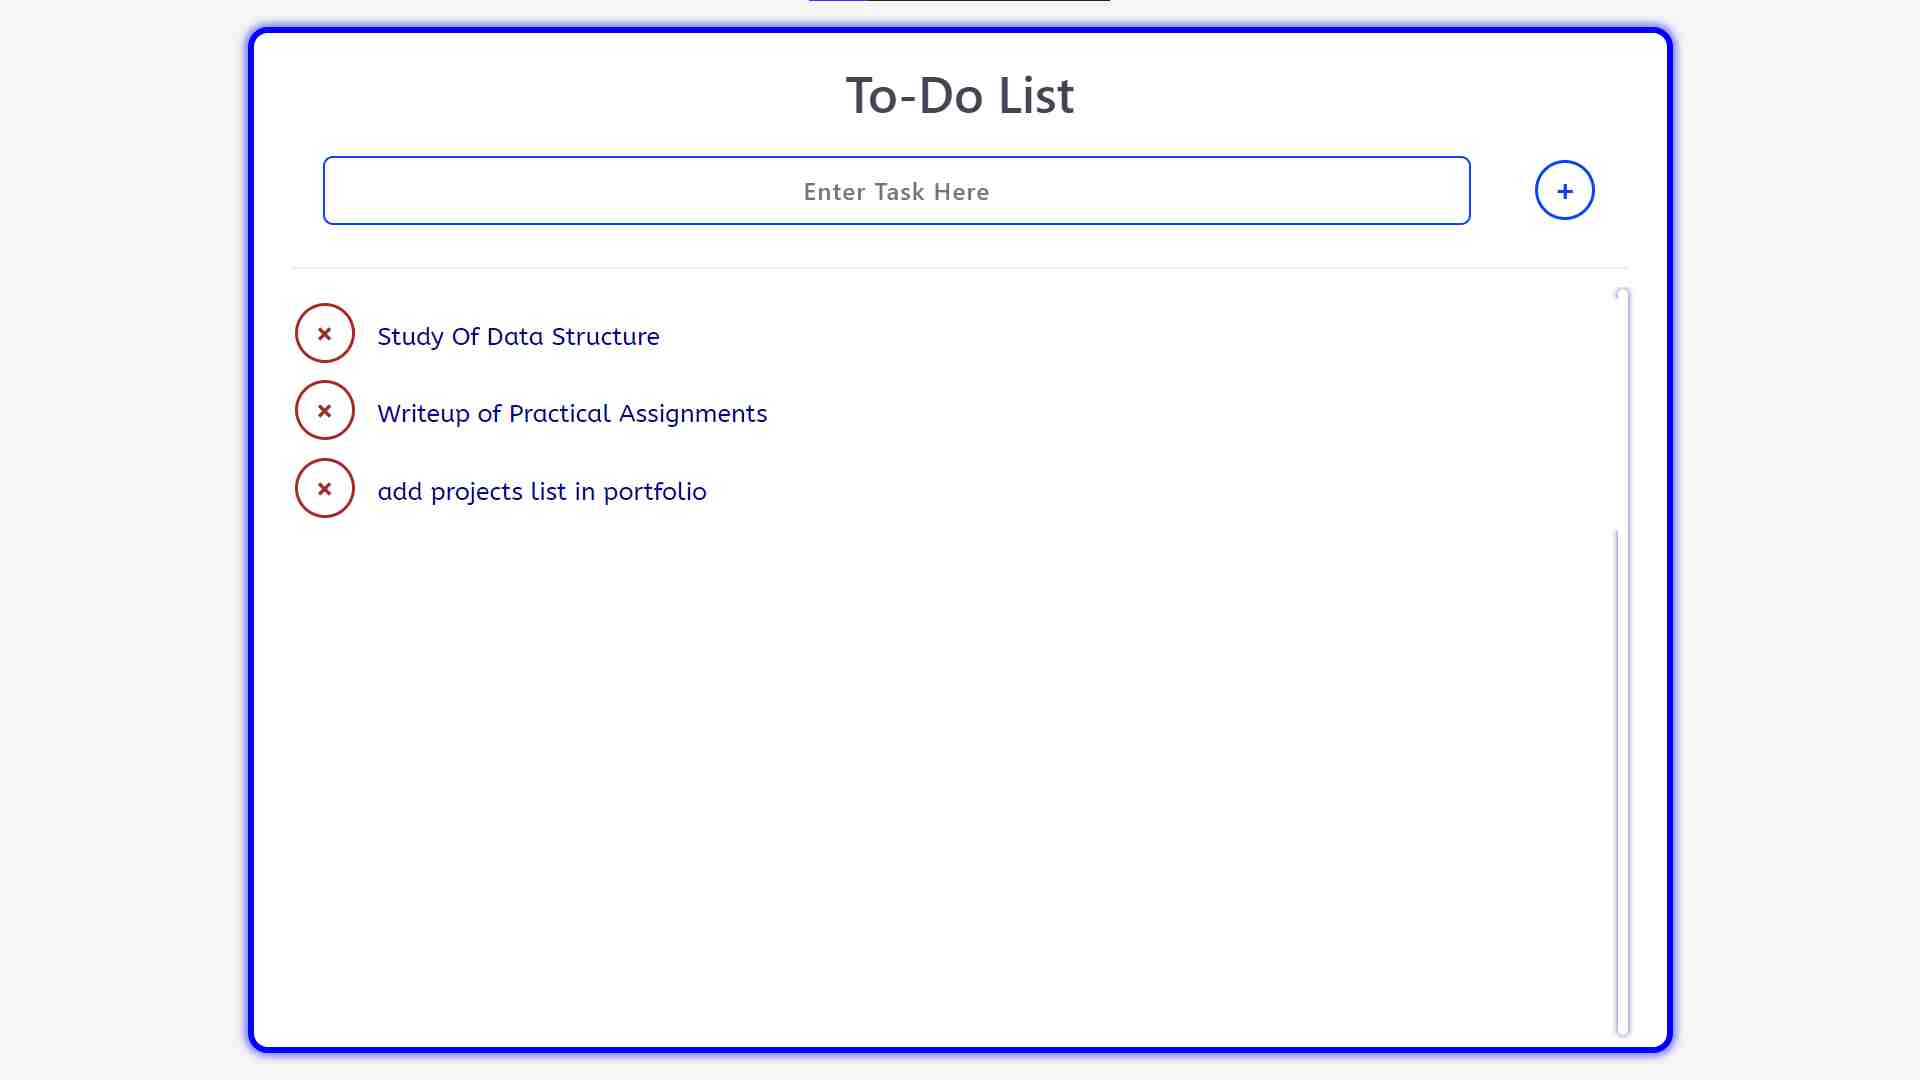 To-Do List
Enter Task Here
+
× Study Of Data Structure
× Writeup of Practical Assignments
× add projects list in portfolio